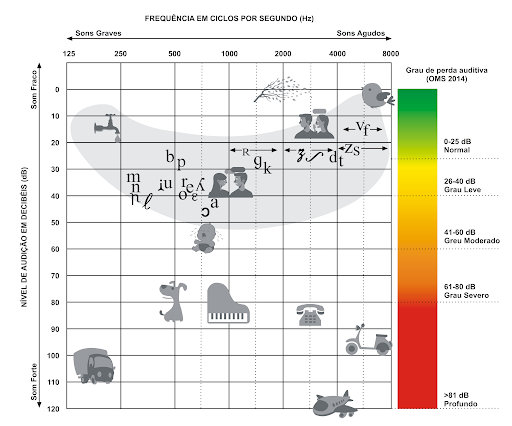 FREQUÊNCIA EM CICLOS POR SEGUNDO (Hz)
Sons Graves Sons Agudos
125 250 500 1000 2000 4000 8000
Grau de perda auditiva
(OMS 2014)
NÍVEL DE AUDIÇÃO EM DECIBÉIS (dB)
Som Fraco
Som Forte
0
10
20
30
40
50
60
70
80
90
100
110
120
v f
z s
R
g k
d t
b p
m
n
i u
r e
o
a
0-25 dB
Normal
26-40 dB
Grau Leve
41-60 dB
Greu Moderado
61-80 dB
Grau Severo
>81 dB
Profundo